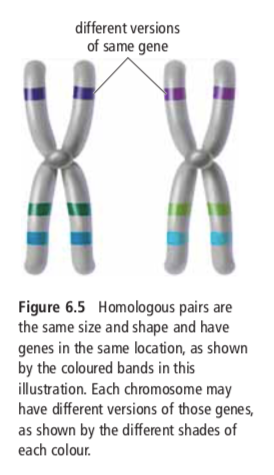 different versions
of same gene
Figure 6.5 Homologous pairs are
the same size and shape and have
genes in the same location, as shown
by the coloured bands in this
illustration. Each chromosome may
have different versions of those genes,
as shown by the different shades of
each colour.